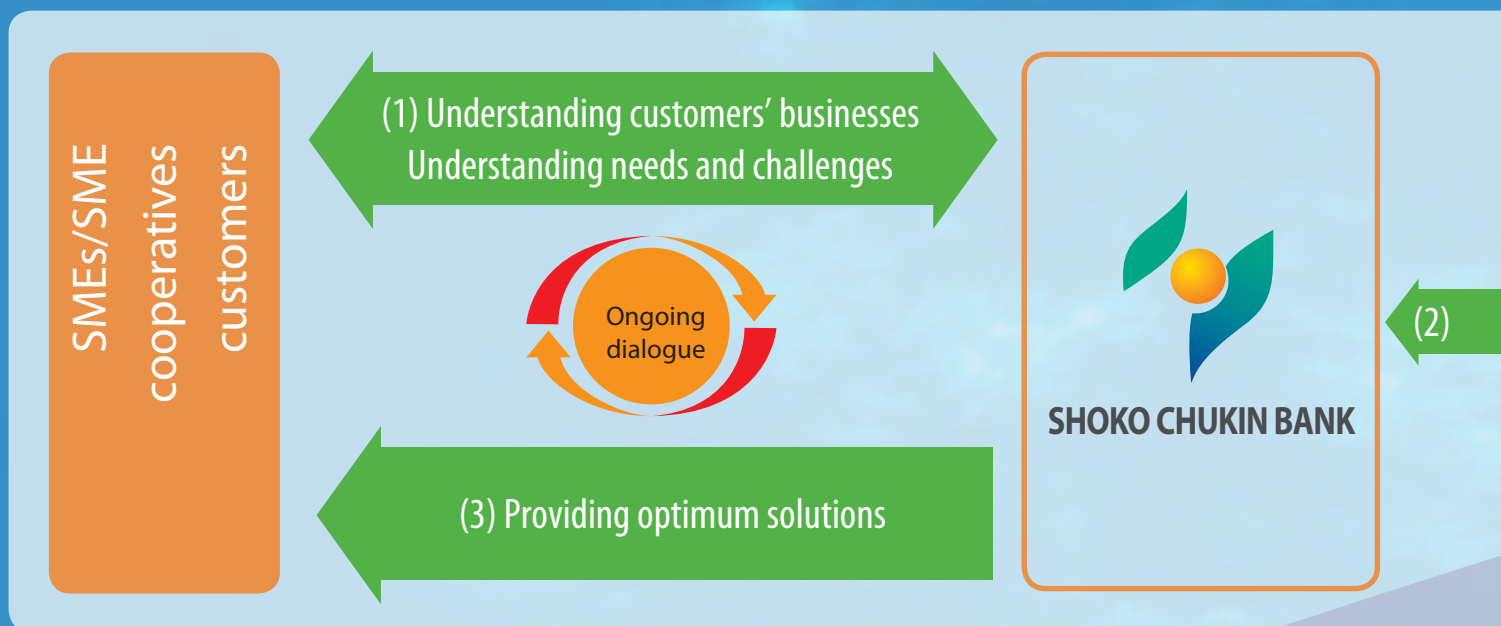 SMEs/SME
cooperatives
customers
(1) Understanding customers’ businesses
Understanding needs and challenges
Ongoing
dialogue
(3) Providing optimum solutions
SHOKO CHUKIN BANK
(2)